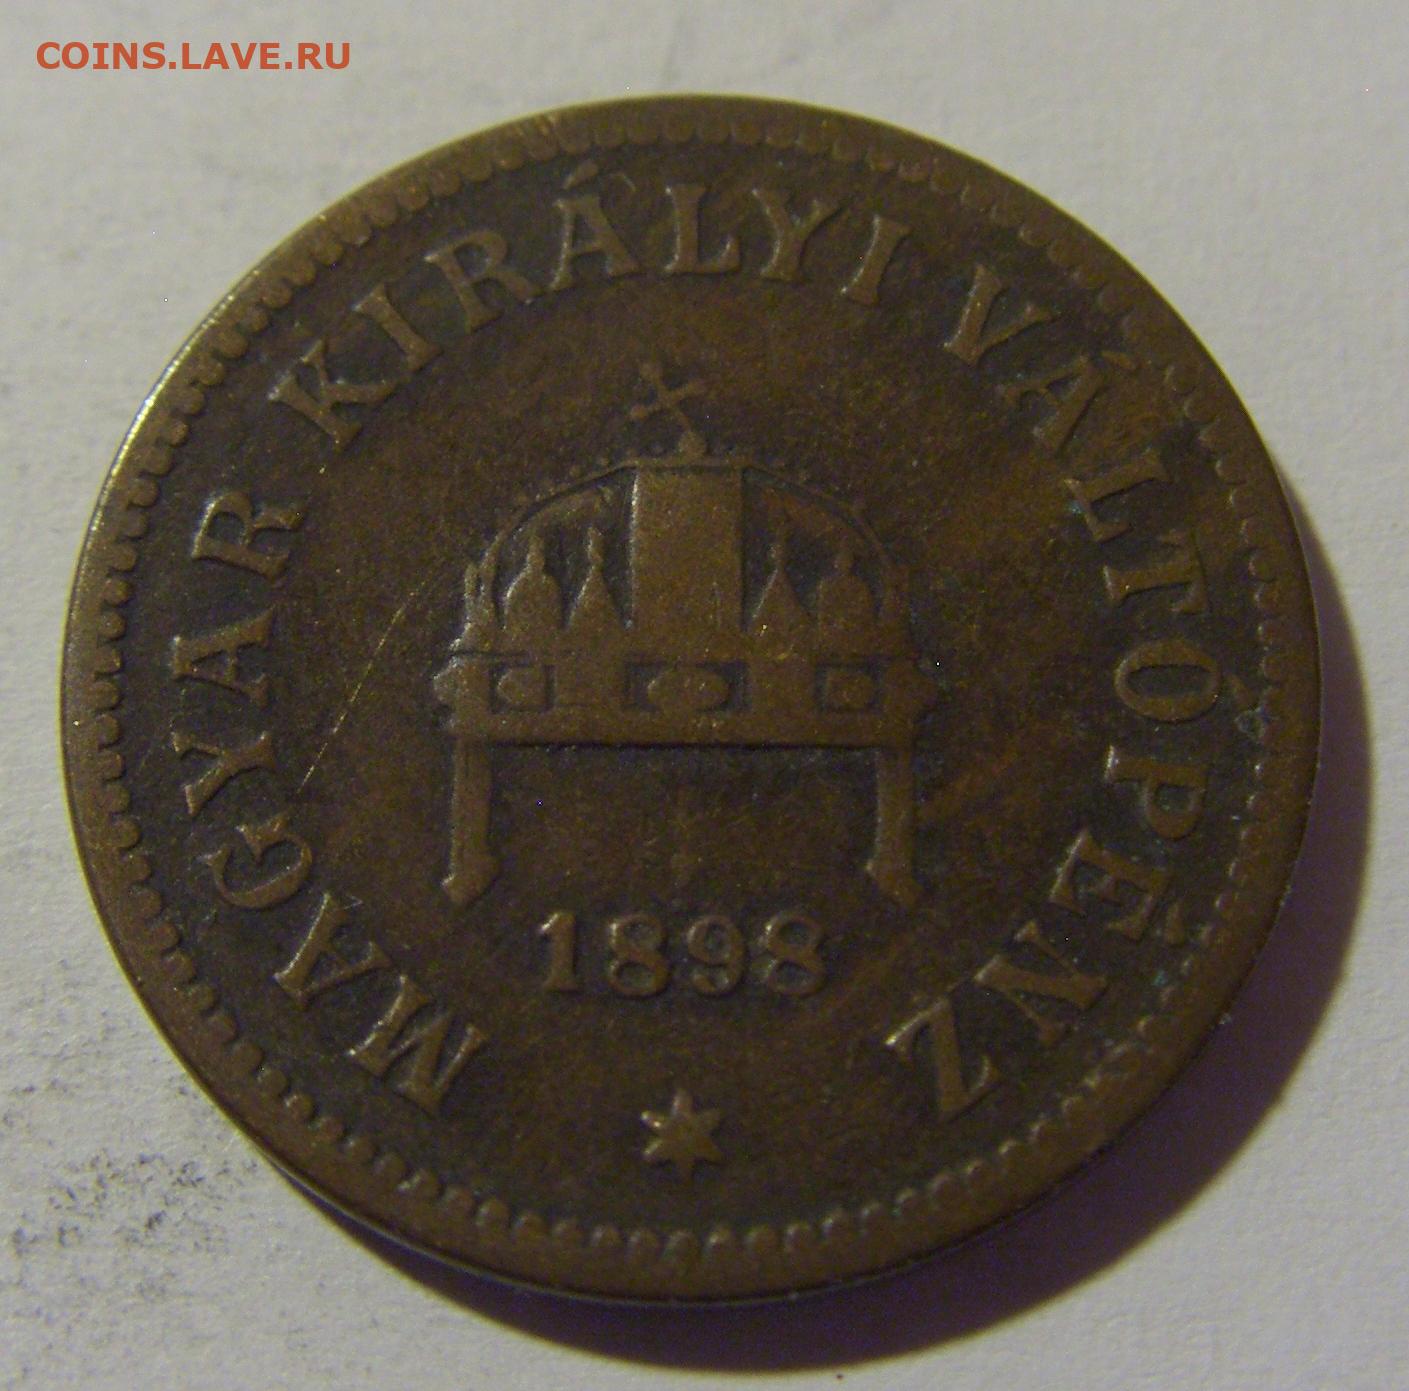 COINS.LAVE.RU
MAGYAR KIRÁLYI VÁLTÓPÉNZ
1898